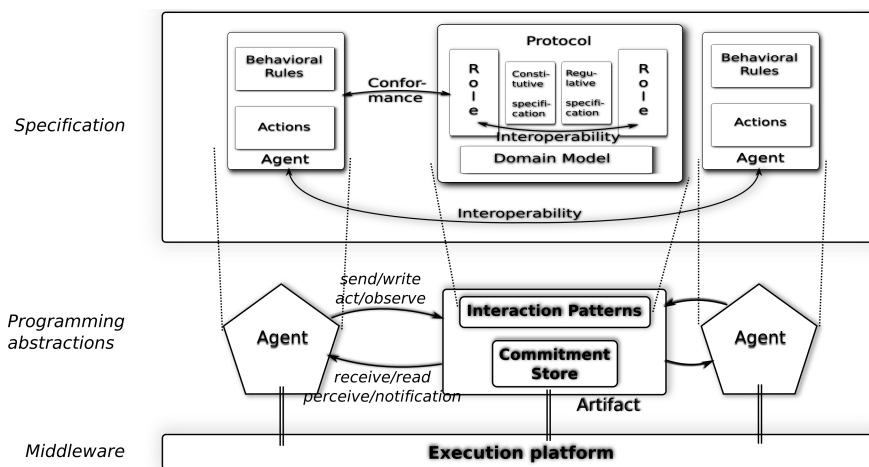 Specification
Behavioral
Rules
Actions
Agent
Confor-
mance
Protocol
R
o
l
e
Consti-
tutive
specifi-
cation
Regu-
lative
specifi-
cation
R
o
l
e
Interoperability
Domain Model
Behavioral
Rules
Actions
Agent
Interoperability
Programming
abstractions
Agent
send/write
act/observe
receive/read
perceive/notification
Interaction Patterns
Commitment
Store
Artifact
Agent
Middleware
Execution platform